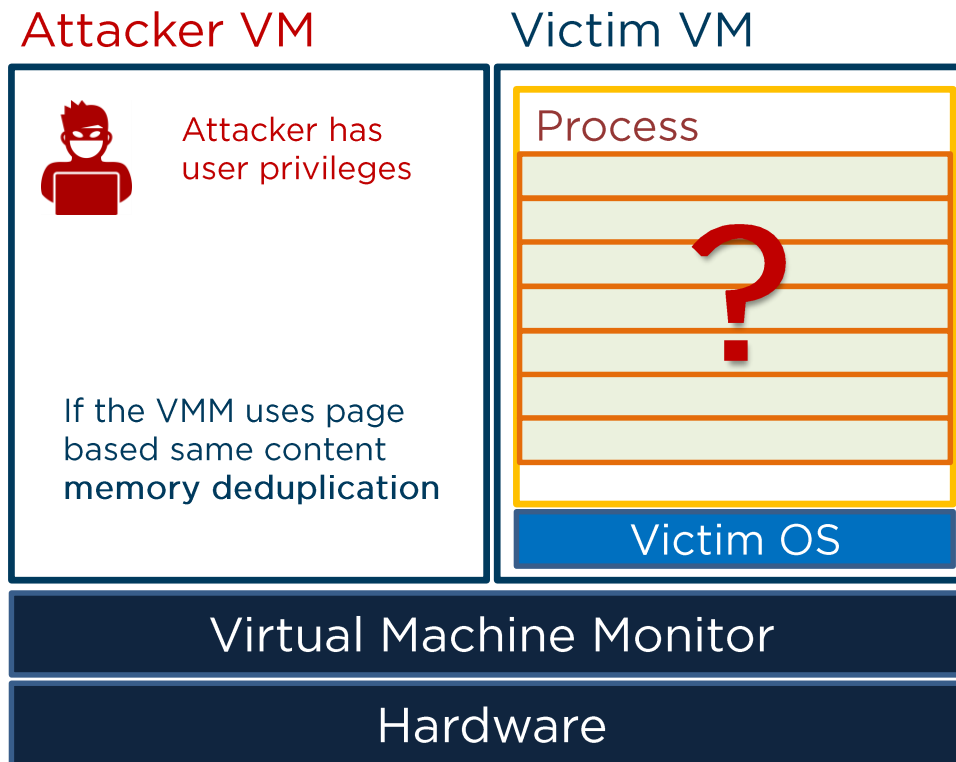 Attacker VM
Victim VM
Attacker has
user privileges
If the VMM uses page
based same content
memory deduplication
Process
?
Victim OS
Virtual Machine Monitor
Hardware